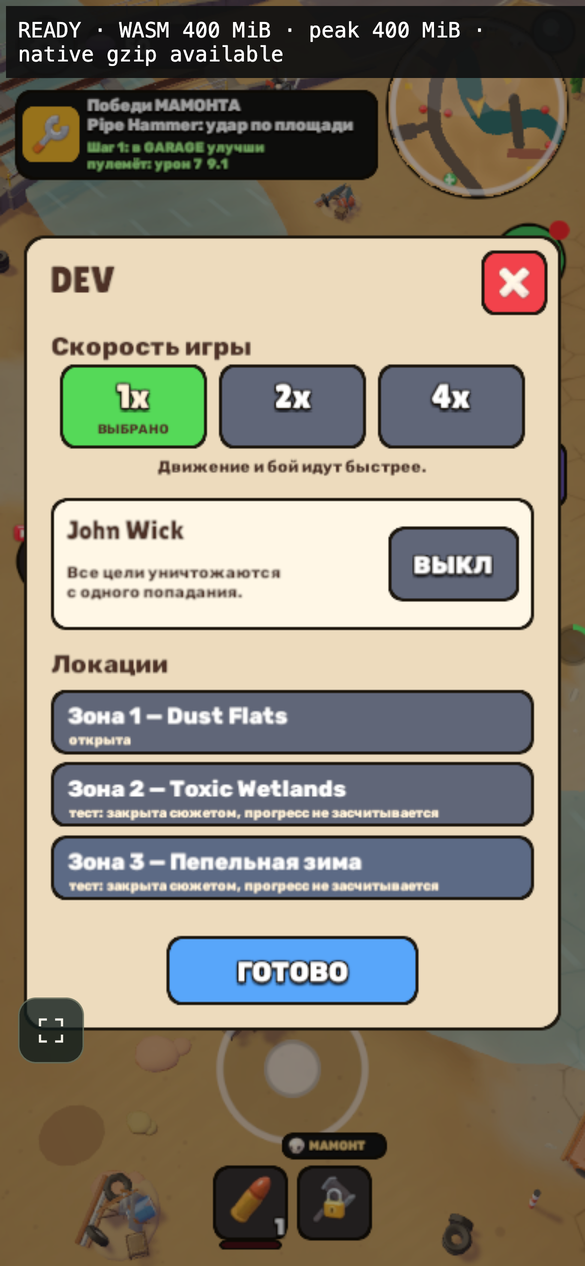 READY · WASM 400 MiB · peak 400 MiB ·
native gzip available
Победи МАМОНТА
Pipe Hammer: удар по площади
Шаг 1: в GARAGE улучши
пулемёт: урон 7 9.1
DEV
Скорость игры
1x
ВЫБРАНО
2x
4x
Движение и бой идут быстрее.
John Wick
Все цели уничтожаются
с одного попадания.
ВЫКЛ
Локации
Зона 1 — Dust Flats
открыта
Зона 2 — Toxic Wetlands
тест: закрыта сюжетом, прогресс не засчитывается
Зона 3 — Пепельная зима
тест: закрыта сюжетом, прогресс не засчитывается
ГОТОВО
МАМОНТ
1